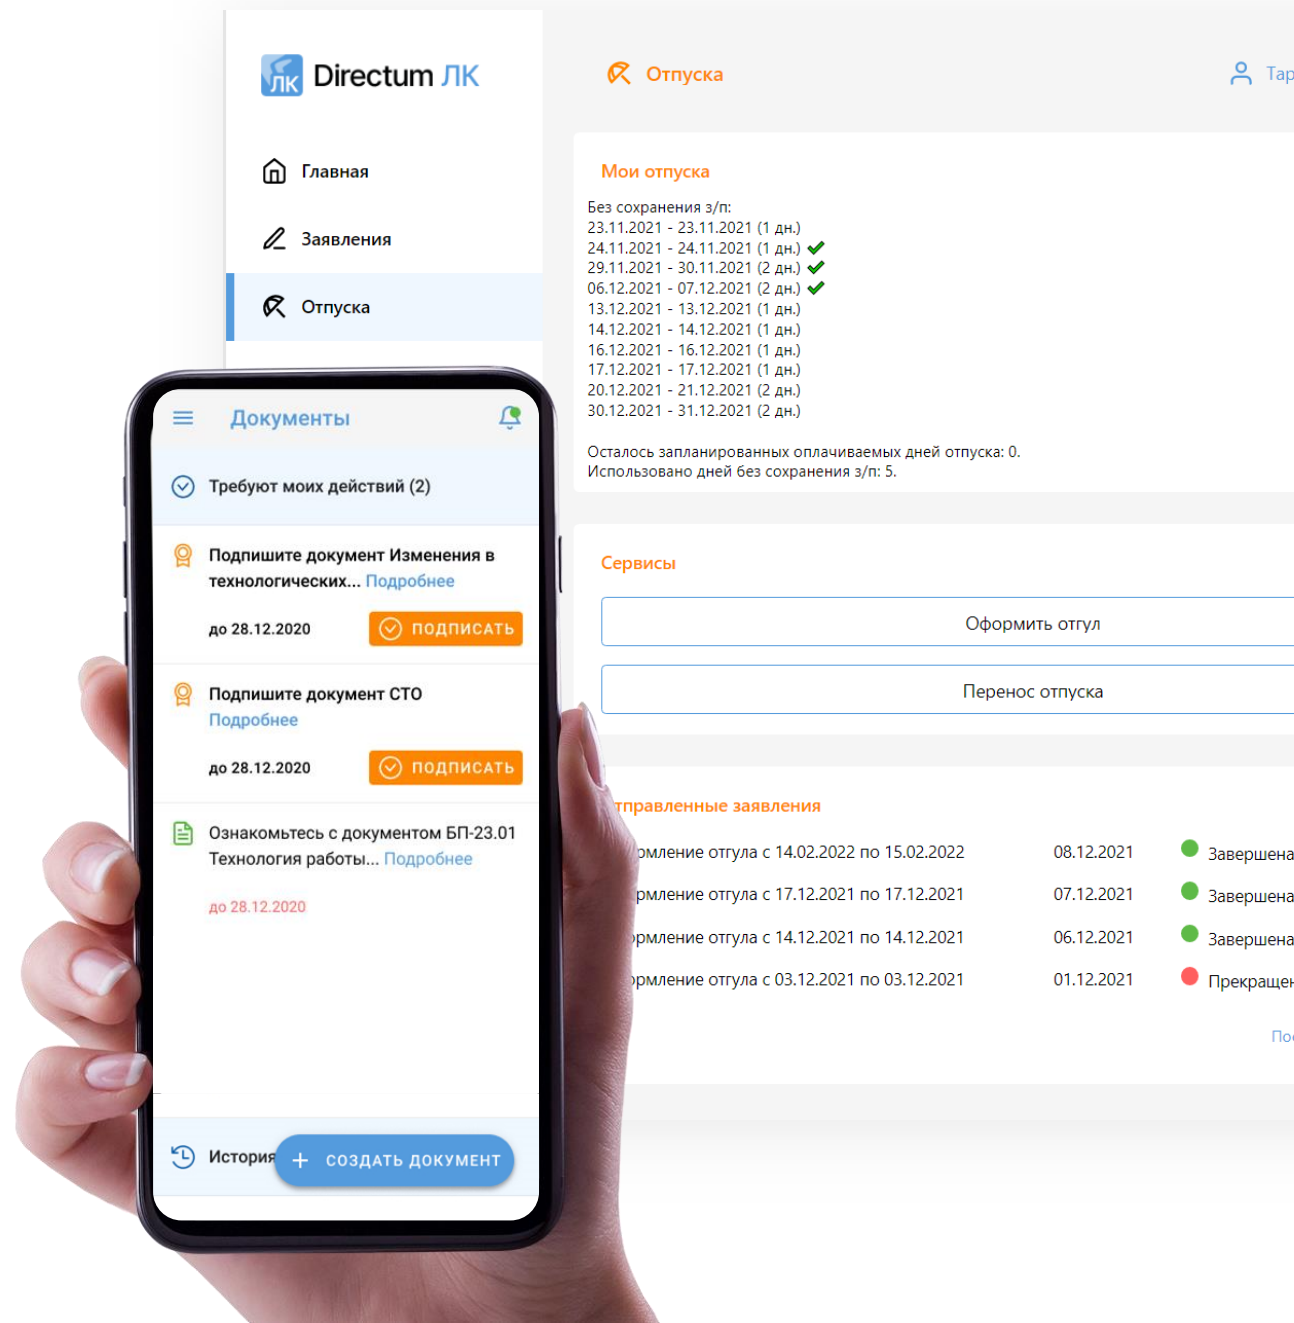 ЛК Directum ЛК
Главная
Заявления
Отпуска
Отпуска
Мои отпуска
Без сохранения з/п:
23.11.2021 - 23.11.2021 (1 дн.)
24.11.2021 - 24.11.2021 (1 дн.)
29.11.2021 - 30.11.2021 (2 дн.)
06.12.2021 - 07.12.2021 (2 дн.)
13.12.2021 - 13.12.2021 (1 дн.)
14.12.2021 - 14.12.2021 (1 дн.)
16.12.2021 - 16.12.2021 (1 дн.)
17.12.2021 - 17.12.2021 (1 дн.)
20.12.2021 - 21.12.2021 (2 дн.)
30.12.2021 - 31.12.2021 (2 дн.)
Осталось запланированных оплачиваемых дней отпуска: 0.
Использовано дней без сохранения з/п: 5.
Сервисы
Оформить отгул
Перенос отпуска
тправленные заявления
рмление отгула с 14.02.2022 по 15.02.2022 08.12.2021 Завершена
рмление отгула с 17.12.2021 по 17.12.2021 07.12.2021 Завершена
рмление отгула с 14.12.2021 по 14.12.2021 06.12.2021 Завершена
рмление отгула с 03.12.2021 по 03.12.2021 01.12.2021 Прекращен
Документы
Требуют моих действий (2)
Подпишите документ Изменения в
технологических... Подробнее
до 28.12.2020 ПОДПИСАТЬ
Подпишите документ СТО
Подробнее
до 28.12.2020 ПОДПИСАТЬ
Ознакомьтесь с документом БП-23.01
Технология работы... Подробнее
до 28.12.2020
История
+ СОЗДАТЬ ДОКУМЕНТ